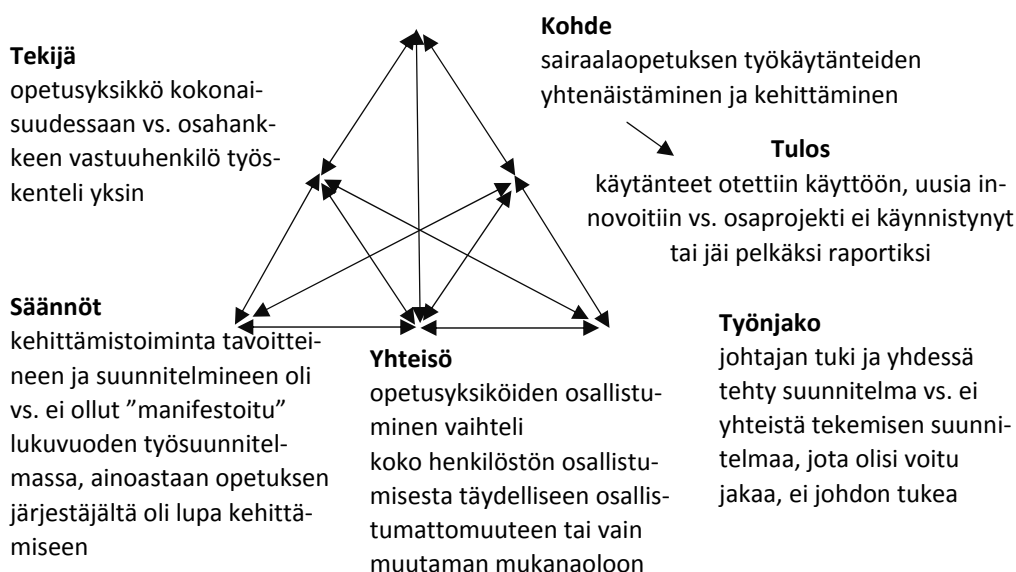 Tekijä
opetusyksikkö kokonai-
suudessaan vs. osahank-
keen vastuuhenkilö työs-
kenteli yksin
Kohde
sairaalaopetuksen työkäytänteiden
yhtenäistäminen ja kehittäminen
Tulos
käytänteet otettiin käyttöön, uusia in-
novoitiin vs. osaprojekti ei käynnistynyt
tai jäi pelkäksi raportiksi
Säännöt
kehittämistoiminta tavoittei-
neen ja suunnitelmineen oli
vs. ei ollut ”manifestoitu”
lukuvuoden työsuunnitel-
massa, ainoastaan opetuksen
järjestäjältä oli lupa kehittä-
miseen
Yhteisö
opetusyksiköiden osallistu-
minen vaihteli
koko henkilöstön osallistu-
misesta täydelliseen osallis-
tumattomuuteen tai vain
muutaman mukanaoloon
Työnjako
johtajan tuki ja yhdessä
tehty suunnitelma vs. ei
yhteistä tekemisen suunni-
telmaa, jota olisi voitu
jakaa, ei johdon tukea